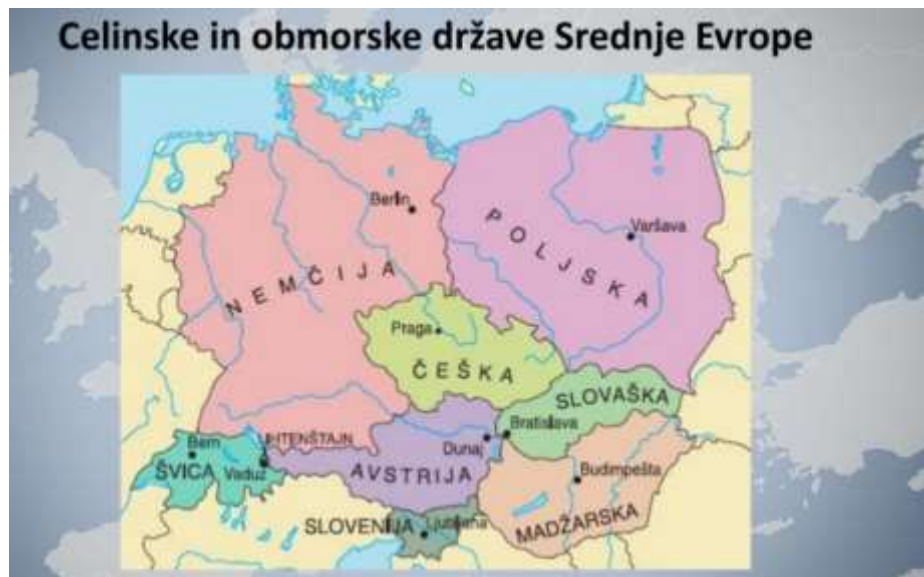 Celinske in obmorske države Srednje Evrope
Berlin
POLJSKA
Varšava
NEMČIJA
Praga
ČEŠKA
SLOVAŠKA
Bratislava
Bern
IHTENŠTAJN
Dunaj
ŠVICA
Vaduz
AVSTRIJA
Budimpešta
SLOVENIJA
Ljubljana
MADŽARSKA